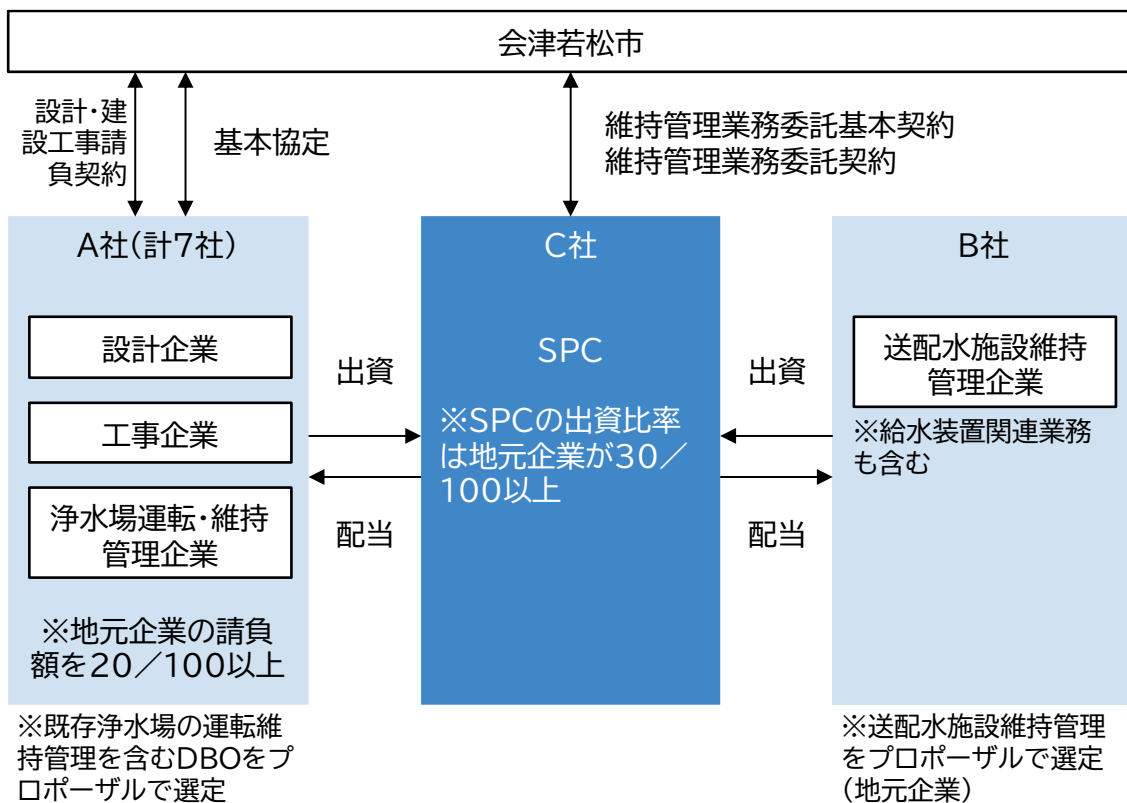 会津若松市
設計・建
設工事請
負契約
基本協定
維持管理業務委託基本契約
維持管理業務委託契約
A社(計7社)
設計企業
工事企業
浄水場運転・維持
管理企業
※地元企業の請負
額を20／100以上
※既存浄水場の運転維
持管理を含むDBOをプ
ロポーザルで選定
出資
配当
C社
SPC
※SPCの出資比率
は地元企業が30／
100以上
出資
配当
B社
送配水施設維持
管理企業
※給水装置関連業務
も含む
※送配水施設維持管理
をプロポーザルで選定
(地元企業)